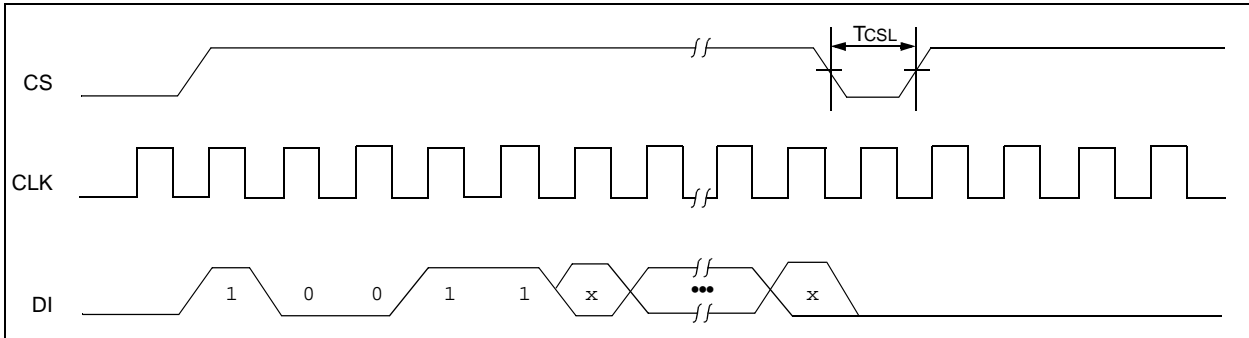 TCSL
CS
CLK
DI
1 0 0 1 1 x ••• x